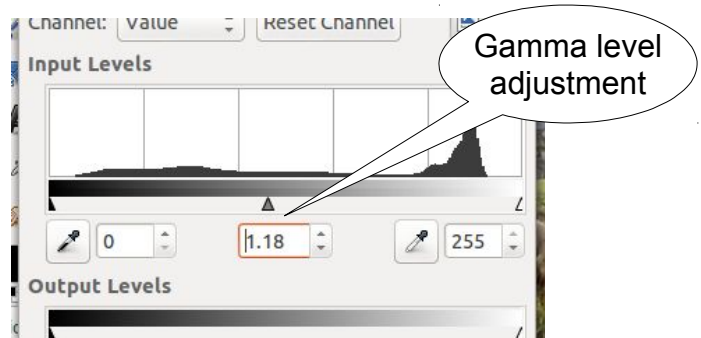 Channel: Value Reset Channel
Gamma level
adjustment
Input Levels
0 1.18 255
Output Levels